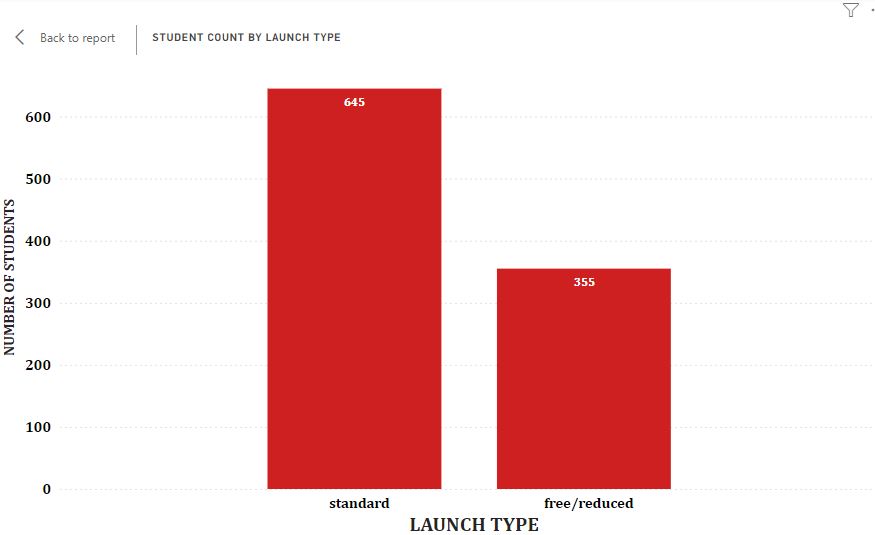 Back to report
STUDENT COUNT BY LAUNCH TYPE
NUMBER OF STUDENTS
600
500
400
300
200
100
0
645
355
standard
free/reduced
LAUNCH TYPE